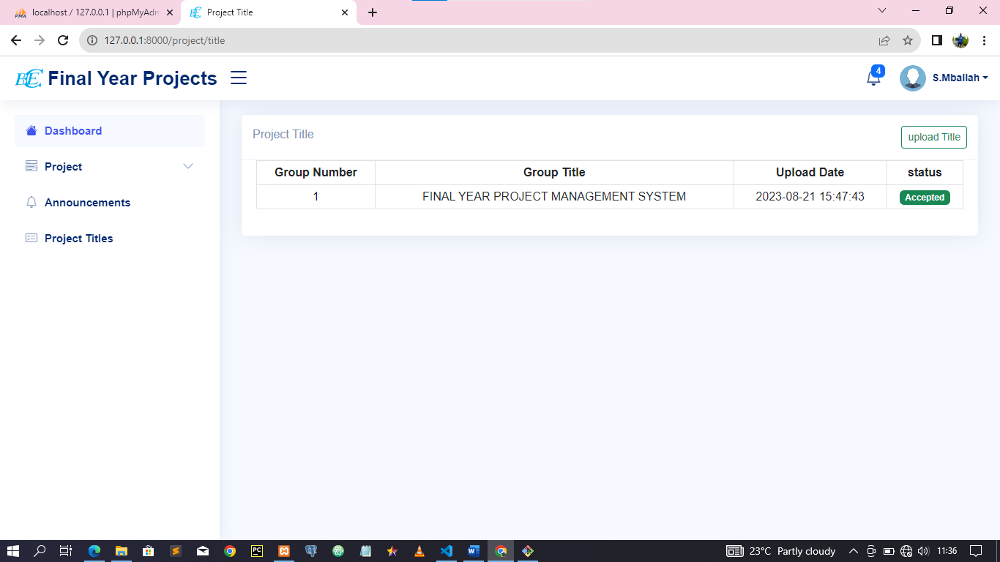 PMA localhost / 127.0.0.1 | phpMyAdm
Project Title
127.0.0.1:8000/project/title
Final Year Projects
4
S.Mballah
Dashboard
Project
Announcements
Project Titles
Project Title
upload Title
Group Number Group Title Upload Date status
1 FINAL YEAR PROJECT MANAGEMENT SYSTEM 2023-08-21 15:47:43 Accepted
23°C Partly cloudy 11:36